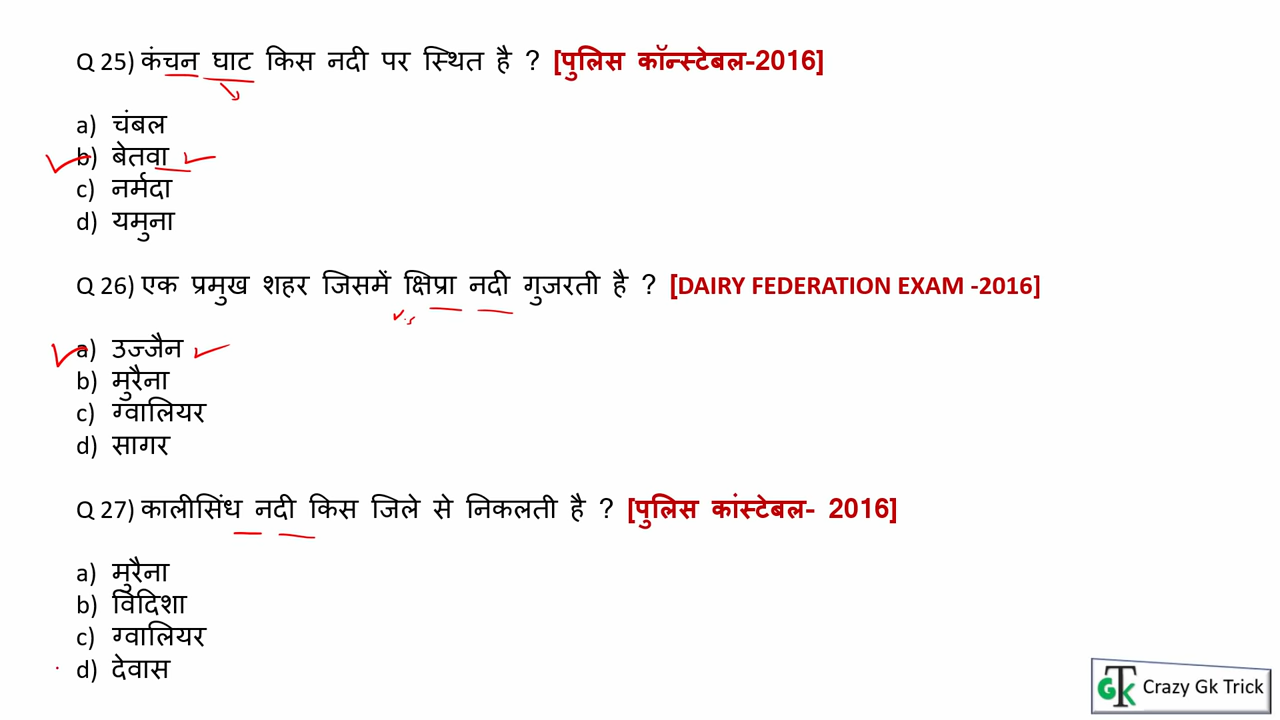 Q 25) कंचन घाट किस नदी पर स्थित है ? [पुलिस कॉन्स्टेबल-2016]
a) चंबल
b) बेतवा
c) नर्मदा
d) यमुना
Q 26) एक प्रमुख शहर जिसमें क्षिप्रा नदी गुजरती है ? [DAIRY FEDERATION EXAM -2016]
a) उज्जैन
b) मुरैना
c) ग्वालियर
d) सागर
Q 27) कालीसिंध नदी किस जिले से निकलती है ? [पुलिस कांस्टेबल- 2016]
a) मुरैना
b) विदिशा
c) ग्वालियर
d) देवास
GTK Crazy Gk Trick